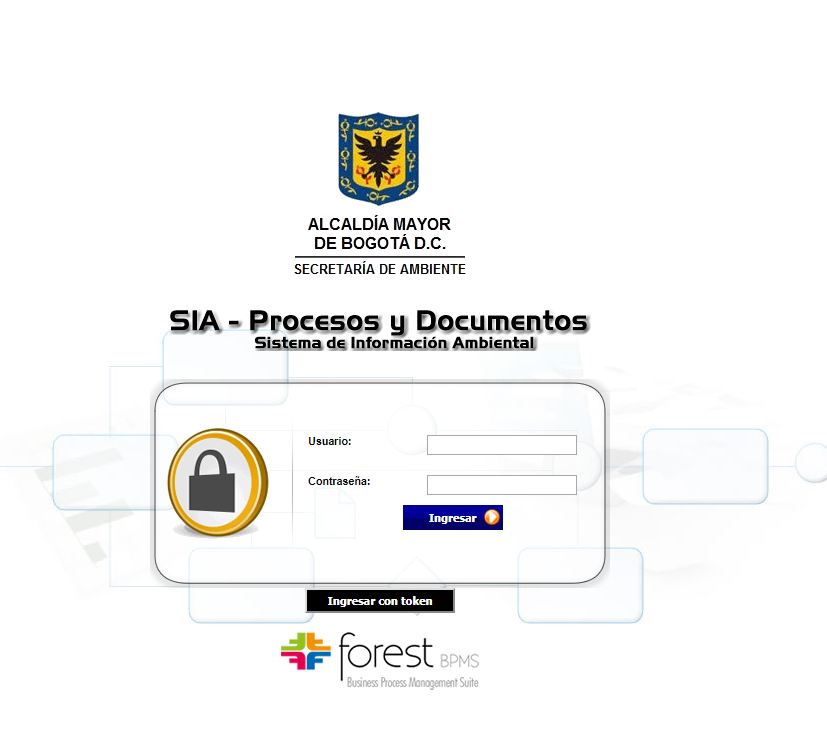 ALCALDÍA MAYOR
DE BOGOTÁ D.C.
SECRETARÍA DE AMBIENTE
SIA - Procesos y Documentos
Sistema de Información Ambiental
Usuario:
Contraseña:
Ingresar
Ingresar con token
forest BPMS
Business Process Management Suite